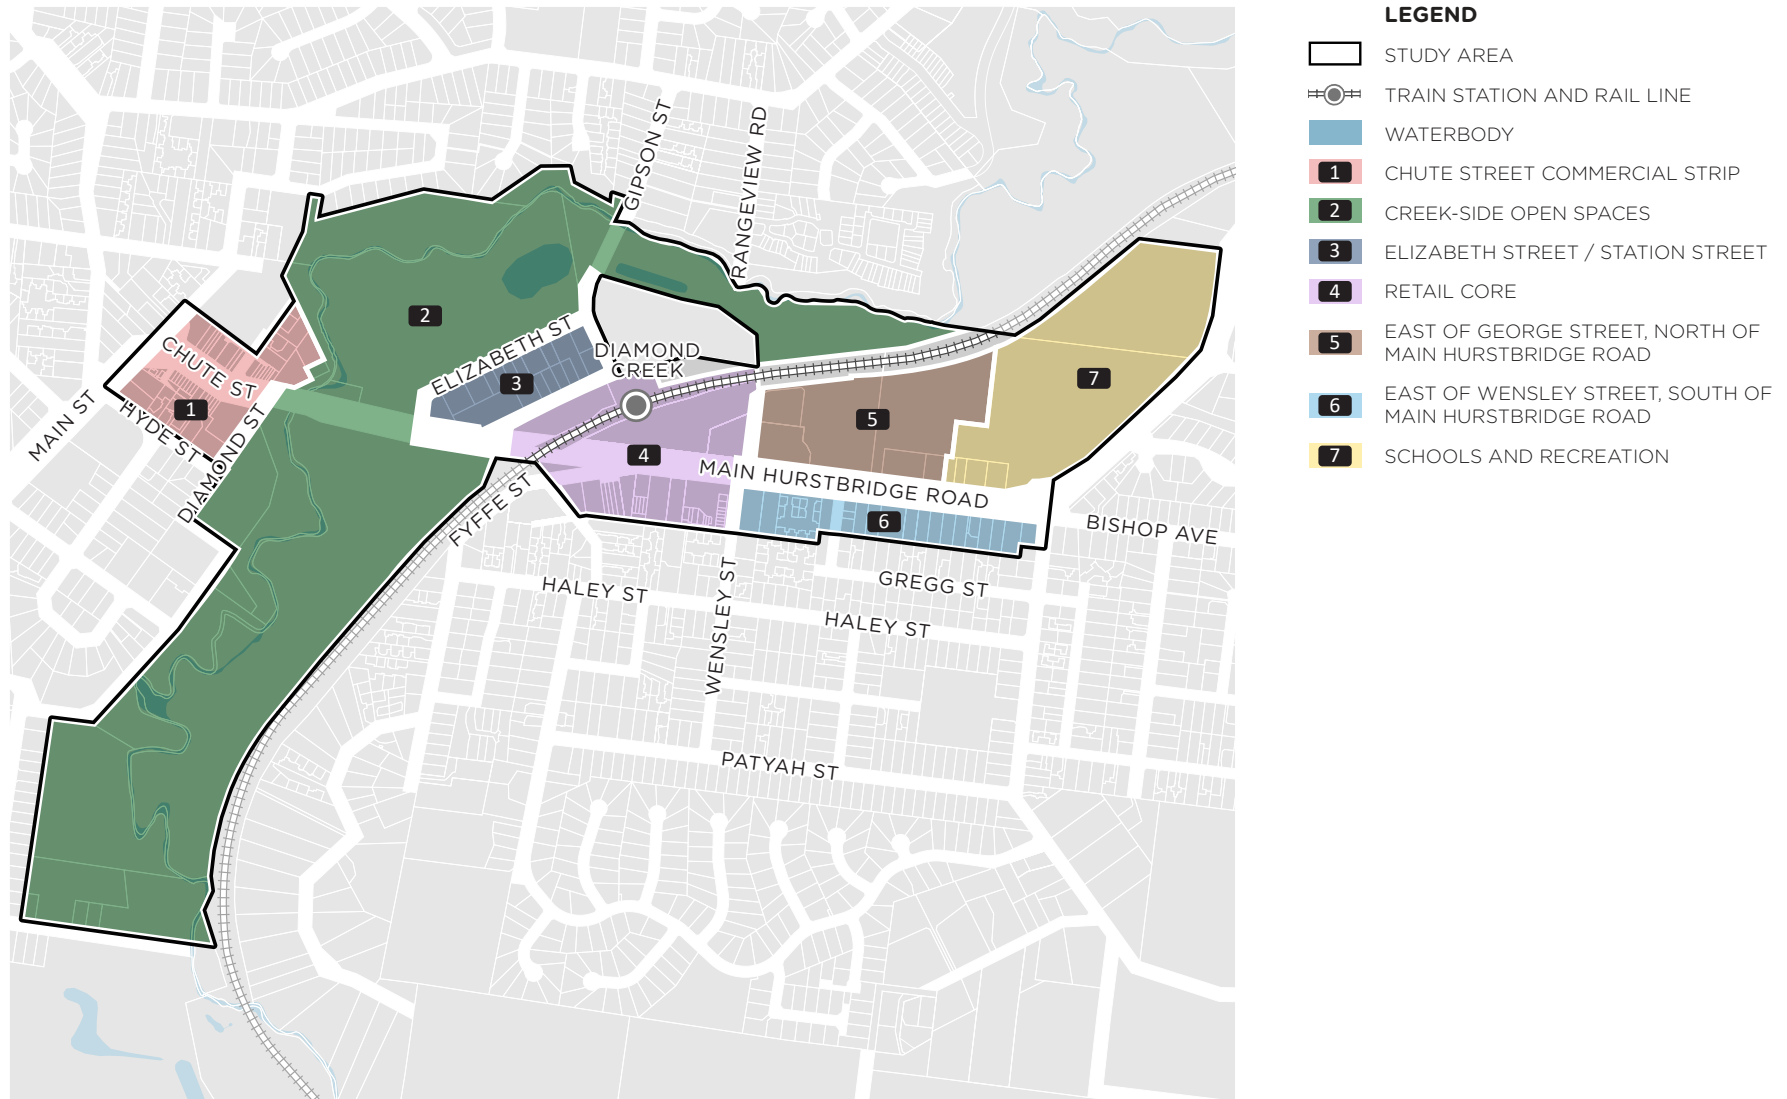 GIPSON ST
RANGEVIEW RD
2
CHUTE ST
ELIZABETH ST
DIAMOND
CREEK
3
7
MAIN ST
1
HYDE ST
DIAMOND ST
5
4
MAIN HURSTBRIDGE ROAD
FYFFE ST
6
BISHOP AVE
HALEY ST
WENSLEY ST
GREGG ST
HALEY ST
PATYAH ST
LEGEND
STUDY AREA
TRAIN STATION AND RAIL LINE
WATERBODY
1 CHUTE STREET COMMERCIAL STRIP
2 CREEK-SIDE OPEN SPACES
3 ELIZABETH STREET / STATION STREET
4 RETAIL CORE
5 EAST OF GEORGE STREET, NORTH OF
MAIN HURSTBRIDGE ROAD
6 EAST OF WENSLEY STREET, SOUTH OF
MAIN HURSTBRIDGE ROAD
7 SCHOOLS AND RECREATION